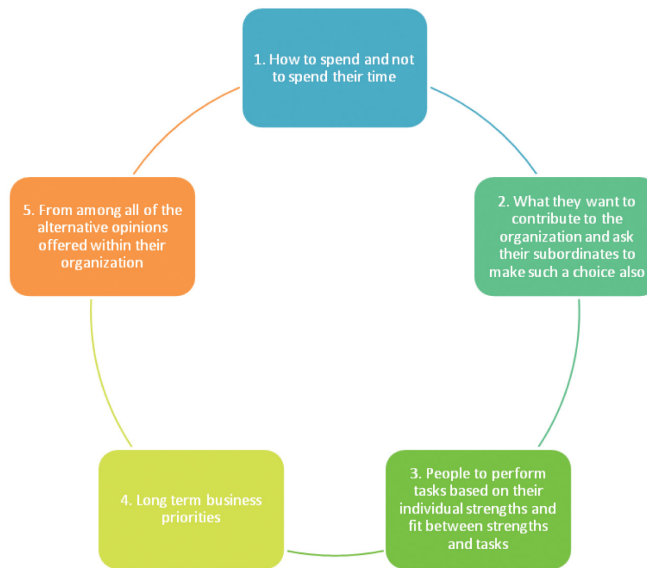 1. How to spend and not
to spend their time
2. What they want to
contribute to the
organization and ask
their subordinates to
make such a choice also
3. People to perform
tasks based on their
individual strengths and
fit between strengths
and tasks
4. Long term business
priorities
5. From among all of the
alternative opinions
offered within their
organization